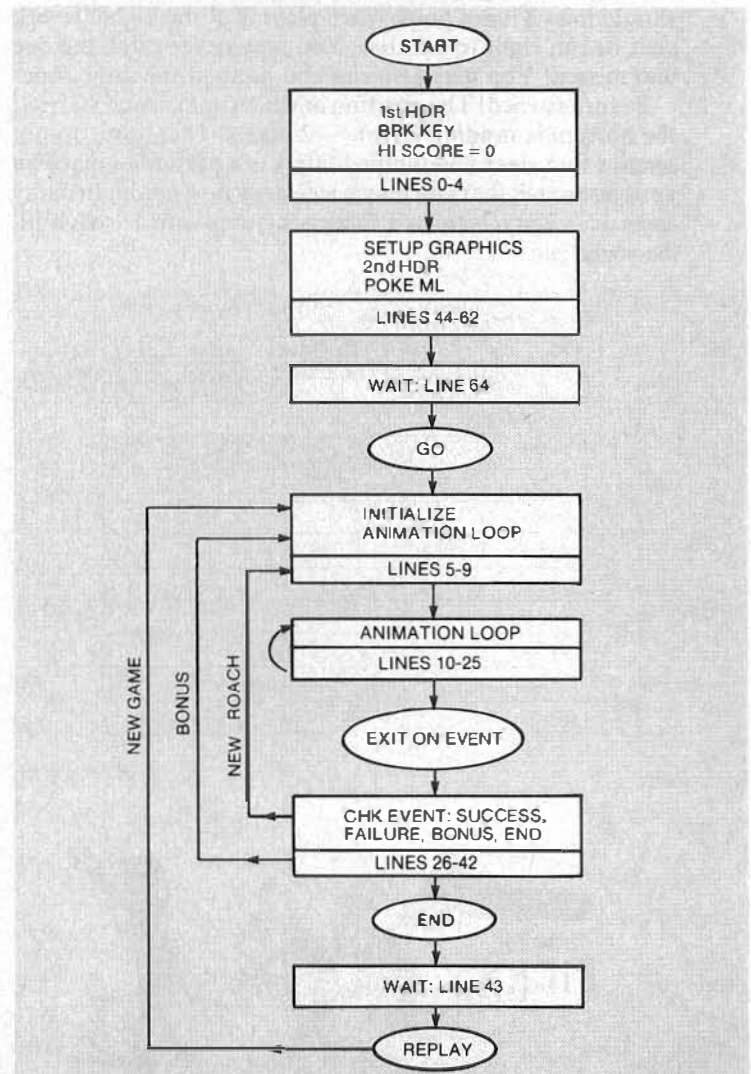 START
1st HDR
BRK KEY
HI SCORE = 0
LINES 0-4
SETUP GRAPHICS
2nd HDR
POKE ML
LINES 44-62
WAIT: LINE 64
GO
INITIALIZE
ANIMATION LOOP
LINES 5-9
ANIMATION LOOP
LINES 10-25
NEW GAME
BONUS
NEW ROACH
EXIT ON EVENT
CHK EVENT: SUCCESS,
FAILURE, BONUS, END
LINES 26-42
END
WAIT: LINE 43
REPLAY